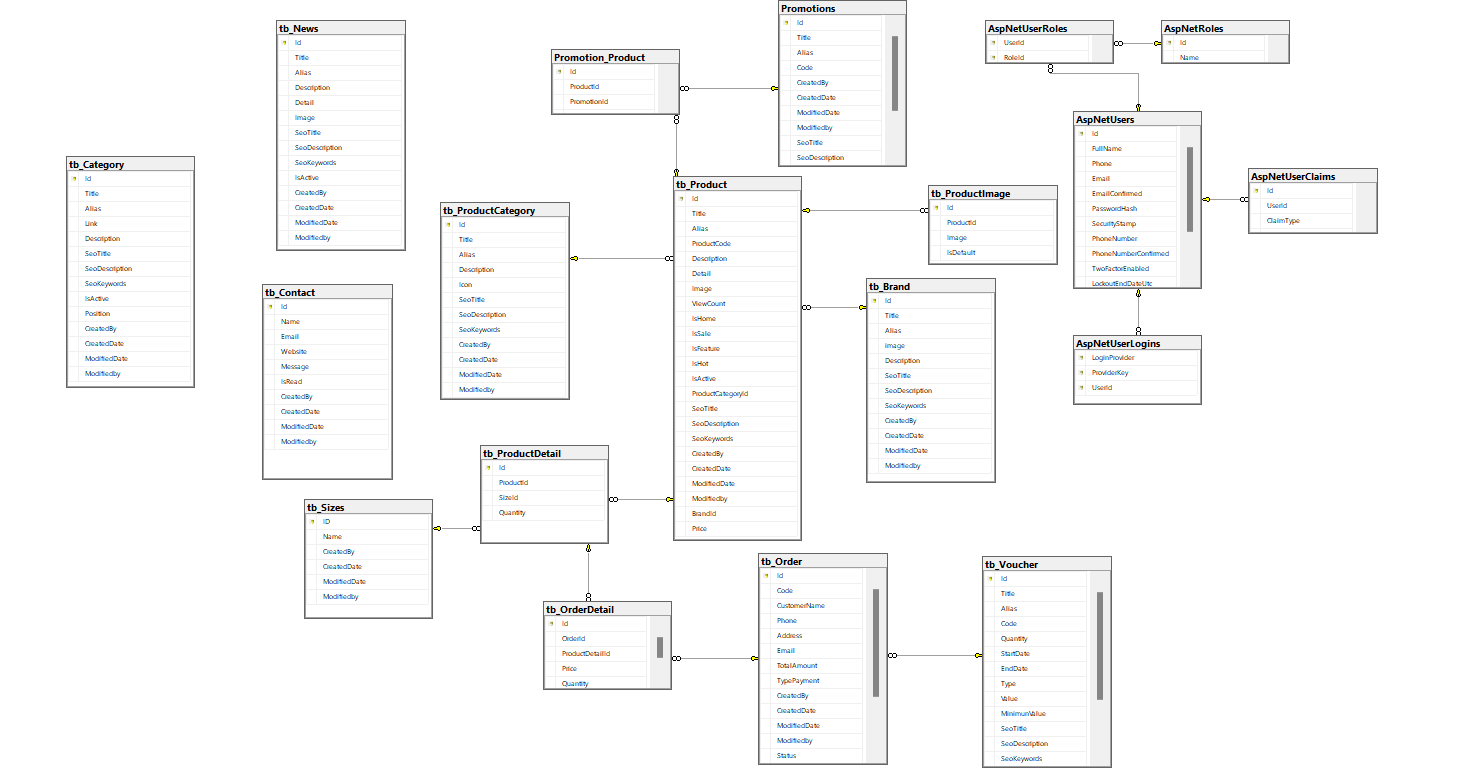 tb_News
Id
Title
Alias
Description
Detail
Image
SeoTitle
SeoDescription
SeoKeywords
IsActive
CreatedBy
CreatedDate
ModifiedDate
Modifiedby
tb_Category
Id
Title
Alias
Link
Description
SeoTitle
SeoDescription
SeoKeywords
IsActive
Position
CreatedBy
CreatedDate
ModifiedDate
Modifiedby
tb_Contact
Id
Name
Email
Website
Message
IsRead
CreatedBy
CreatedDate
ModifiedDate
Modifiedby
Promotion_Product
Id
ProductId
PromotionId
Promotions
Id
Title
Alias
Code
CreatedBy
CreatedDate
ModifiedDate
Modifiedby
SeoTitle
SeoDescription
tb_ProductCategory
Id
Title
Alias
Description
Icon
SeoTitle
SeoDescription
SeoKeywords
CreatedBy
CreatedDate
ModifiedDate
Modifiedby
tb_Product
Id
Title
Alias
ProductCode
Description
Detail
Image
ViewCount
IsHome
IsSale
IsFeature
IsHot
IsActive
ProductCategoryId
SeoTitle
SeoDescription
SeoKeywords
CreatedBy
CreatedDate
ModifiedDate
Modifiedby
BrandId
Price
tb_ProductImage
Id
ProductId
Image
IsDefault
tb_Brand
Id
Title
Alias
Image
Description
SeoTitle
SeoDescription
SeoKeywords
CreatedBy
CreatedDate
ModifiedDate
Modifiedby
AspNetUserRoles
UserId
RoleId
AspNetRoles
Id
Name
AspNetUsers
Id
FullName
Phone
Email
EmailConfirmed
PasswordHash
SecurityStamp
PhoneNumber
PhoneNumberConfirmed
TwoFactorEnabled
LockoutEndDateUtc
AspNetUserClaims
Id
UserId
ClaimType
AspNetUserLogins
LoginProvider
ProviderKey
UserId
tb_ProductDetail
Id
ProductId
SizeId
Quantity
tb_Sizes
ID
Name
CreatedBy
CreatedDate
ModifiedDate
Modifiedby
tb_OrderDetail
Id
OrderId
ProductDetailId
Price
Quantity
tb_Order
Id
Code
CustomerName
Phone
Address
Email
TotalAmount
TypePayment
CreatedBy
CreatedDate
ModifiedDate
Modifiedby
Status
tb_Voucher
Id
Title
Alias
Code
Quantity
StartDate
EndDate
Type
Value
MinimunValue
SeoTitle
SeoDescription
SeoKeywords